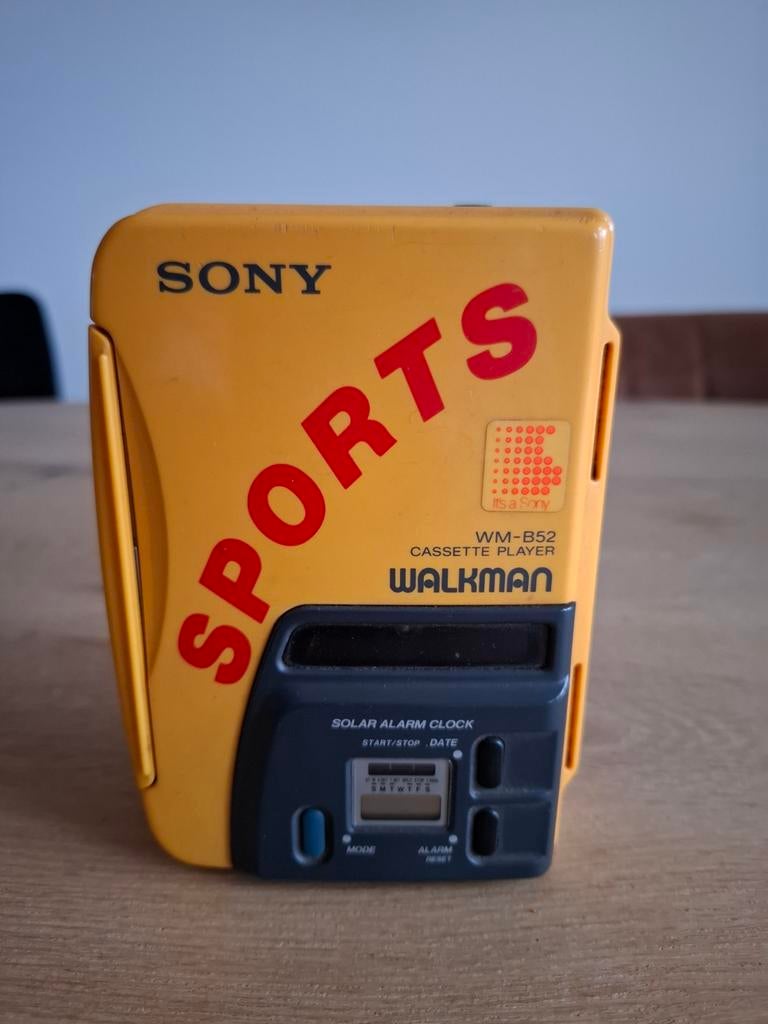 SONY
SPORTS
It's a Sony
WM-B52
CASSETTE PLAYER
WALKMAN
SOLAR ALARM CLOCK
START/STOP DATE
S M T W T F S
MODE
ALARM
RESET